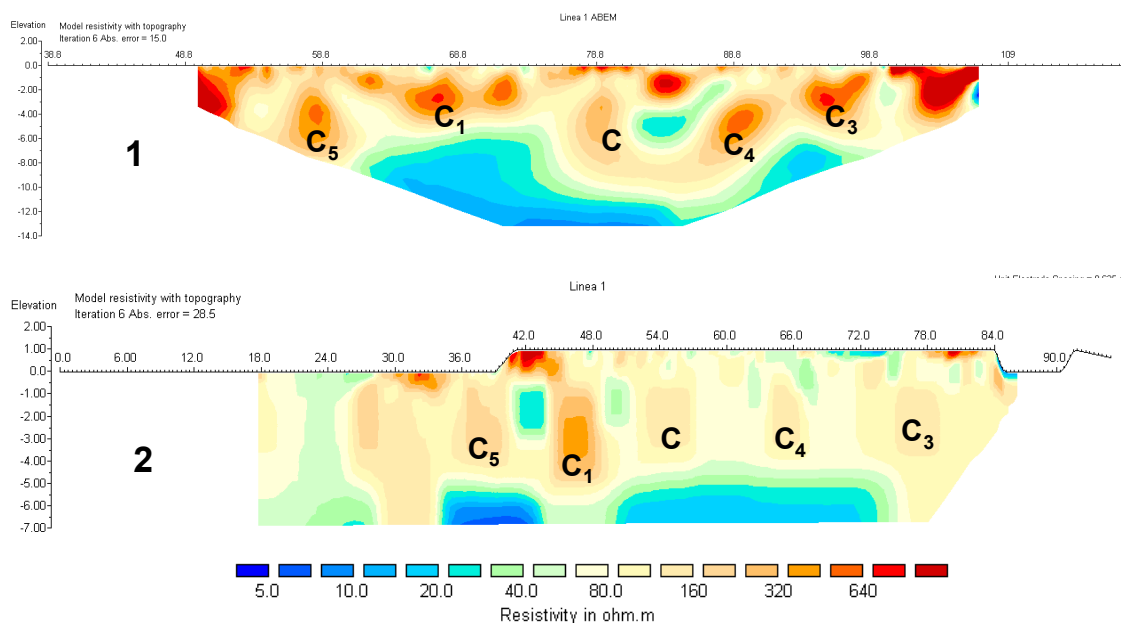 Linea 1 ABEM
Elevation Model resistivity with topography
Iteration 6 Abs. error = 15.0
38.8 48.8 58.8 68.8 78.8 88.8 98.8 109
2.00
0.0
-2.00
-4.00
-6.00
-8.00
-10.0
-12.0
-14.0
C1 C3
C5 C C4
1
Linea 1
Elevation Model resistivity with topography
Iteration 6 Abs. error = 28.5
2.00
1.00
0.0
-1.00
-2.00
-3.00
-4.00
-5.00
-6.00
-7.00
0.0 6.00 12.0 18.0 24.0 30.0 36.0 42.0 48.0 54.0 60.0 66.0 72.0 78.0 84.0 90.0
C5 C1 C C4 C3
2
5.0 10.0 20.0 40.0 80.0 160 320 640
Resistivity in ohm.m